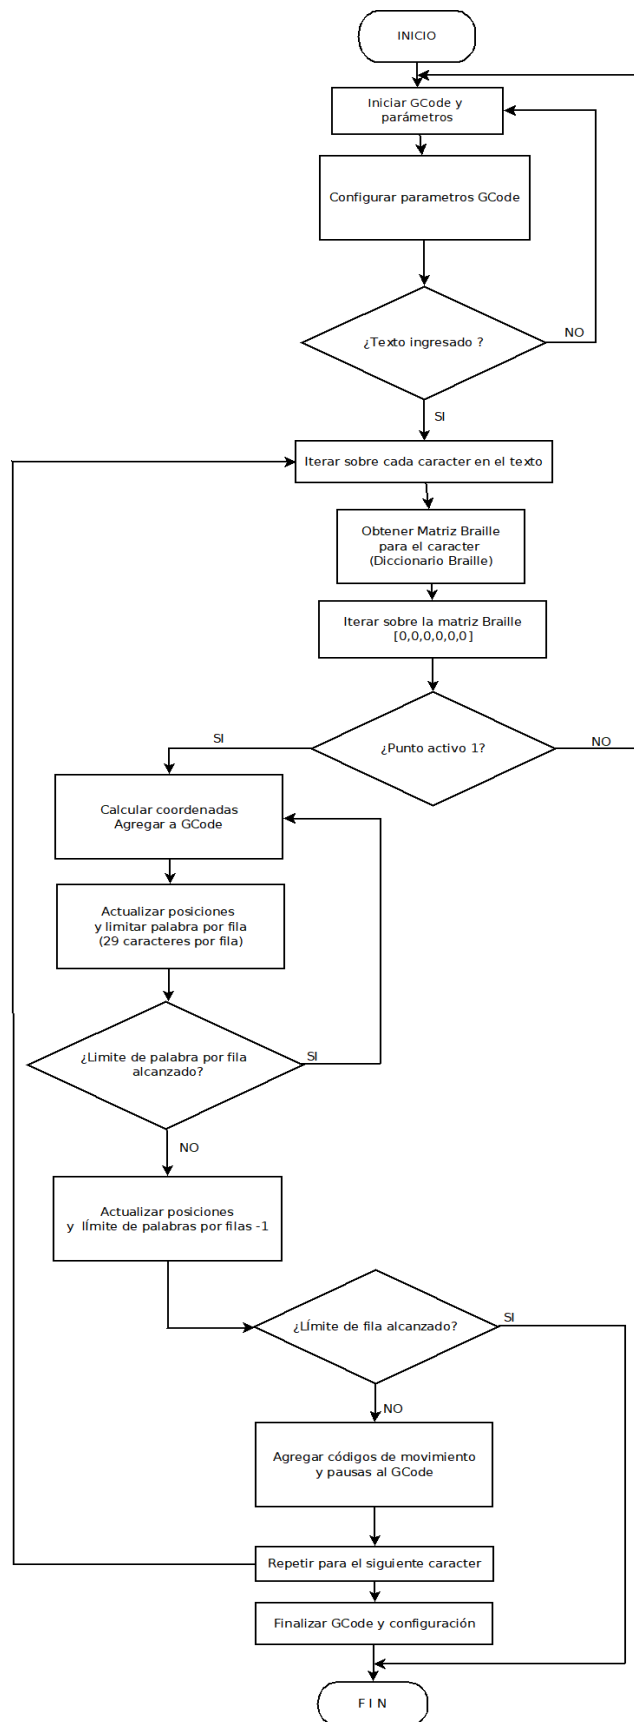 INICIO
Iniciar GCode y
parámetros
Configurar parametros GCode
¿Texto ingresado ?
NO
SI
Iterar sobre cada caracter en el texto
Obtener Matriz Braille
para el caracter
(Diccionario Braille)
Iterar sobre la matriz Braille
[0,0,0,0,0,0]
¿Punto activo 1?
SI
NO
Calcular coordenadas
Agregar a GCode
Actualizar posiciones
y limitar palabra por fila
(29 caracteres por fila)
¿Limite de palabra por fila
alcanzado?
SI
NO
Actualizar posiciones
y lÍmite de palabras por filas -1
¿LÍmite de fila alcanzado?
SI
NO
Agregar códigos de movimiento
y pausas al GCode
Repetir para el siguiente caracter
Finalizar GCode y configuración
F I N